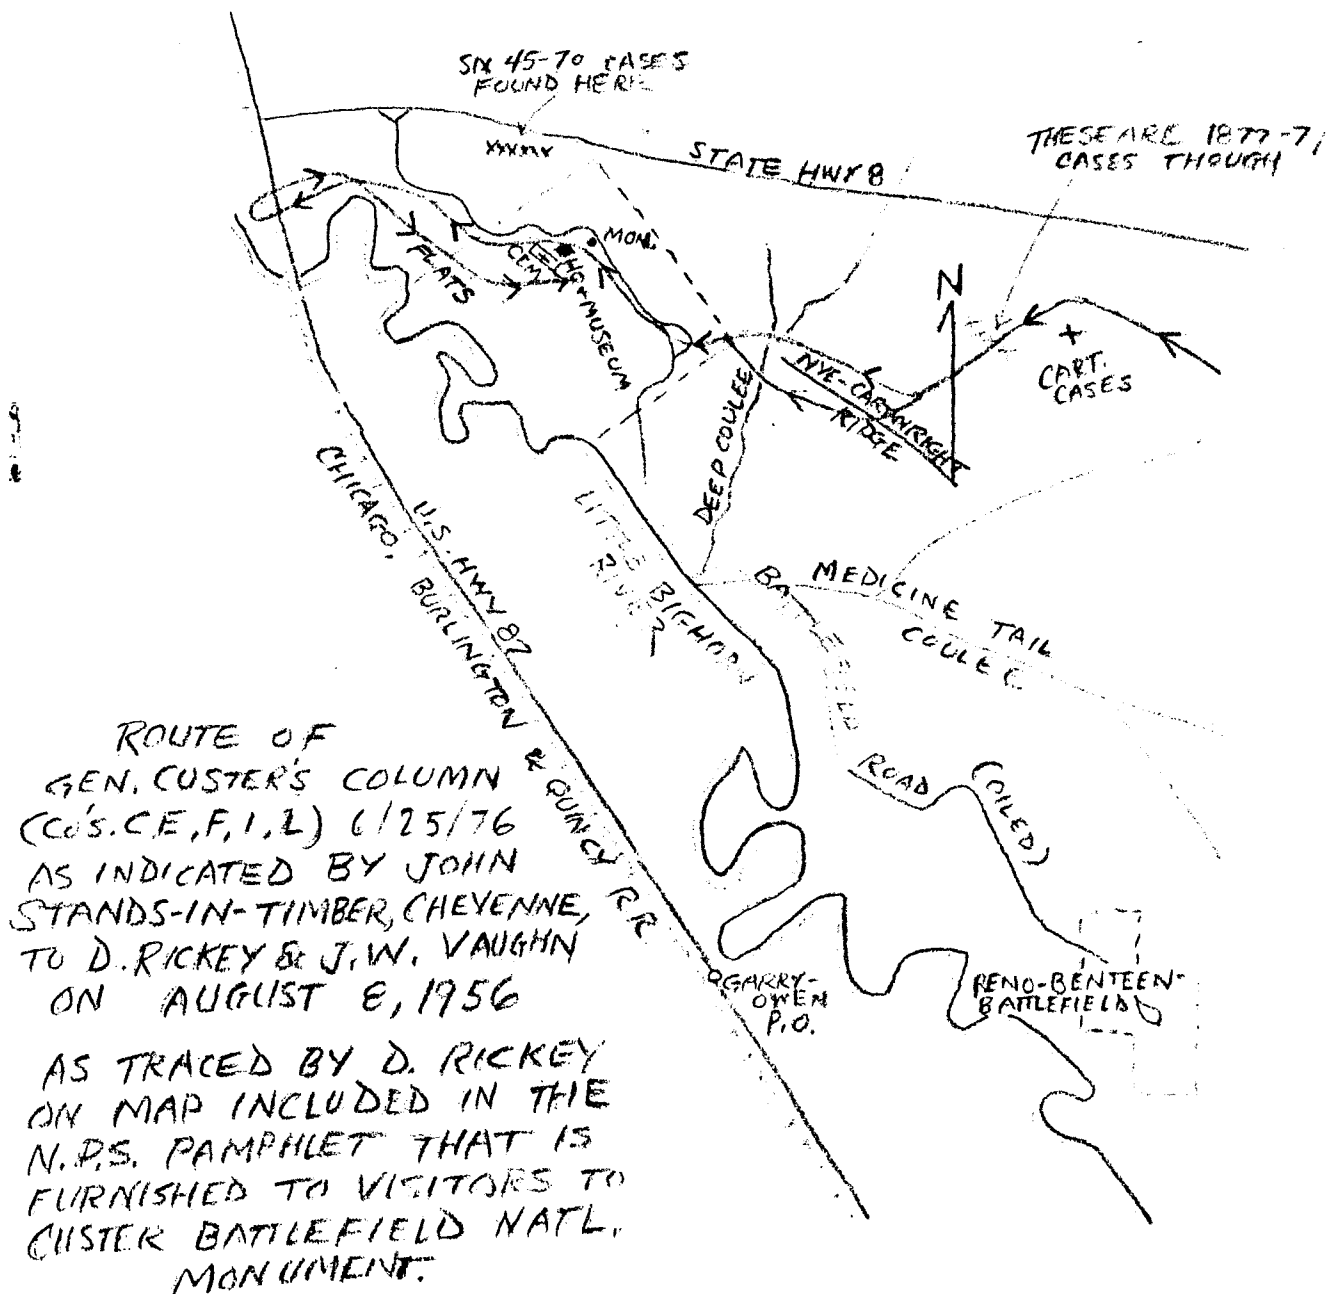 SIX 45-70 CASES
FOUND HERE
XXXXXX
STATE HWY 8
THESE ARE 1877-7
CASES THOUGH
MON.
CEM.
HQ & MUSEUM
FLATS
N
+
CART.
CASES
NYE-CARTWRIGHT
RIDGE
DEEP COULEE
CHICAGO, BURLINGTON & QUINCY RR
U.S. HWY 87
LITTLE BIGHORN
RIVER
MEDICINE TAIL
COULEE
BATTLEFIELD
ROAD
(OILED)
GARRY-
OWEN
P.O.
RENO-BENTEEN-
BATTLEFIELD
ROUTE OF
GEN. CUSTER'S COLUMN
(CO'S. C,E,F,I,L) 6/25/76
AS INDICATED BY JOHN
STANDS-IN-TIMBER, CHEYENNE,
TO D. RICKEY & J.W. VAUGHN
ON AUGUST 8, 1956
AS TRACED BY D. RICKEY
ON MAP INCLUDED IN THE
N.P.S. PAMPHLET THAT IS
FURNISHED TO VISITORS TO
CUSTER BATTLEFIELD NATL.
MONUMENT.